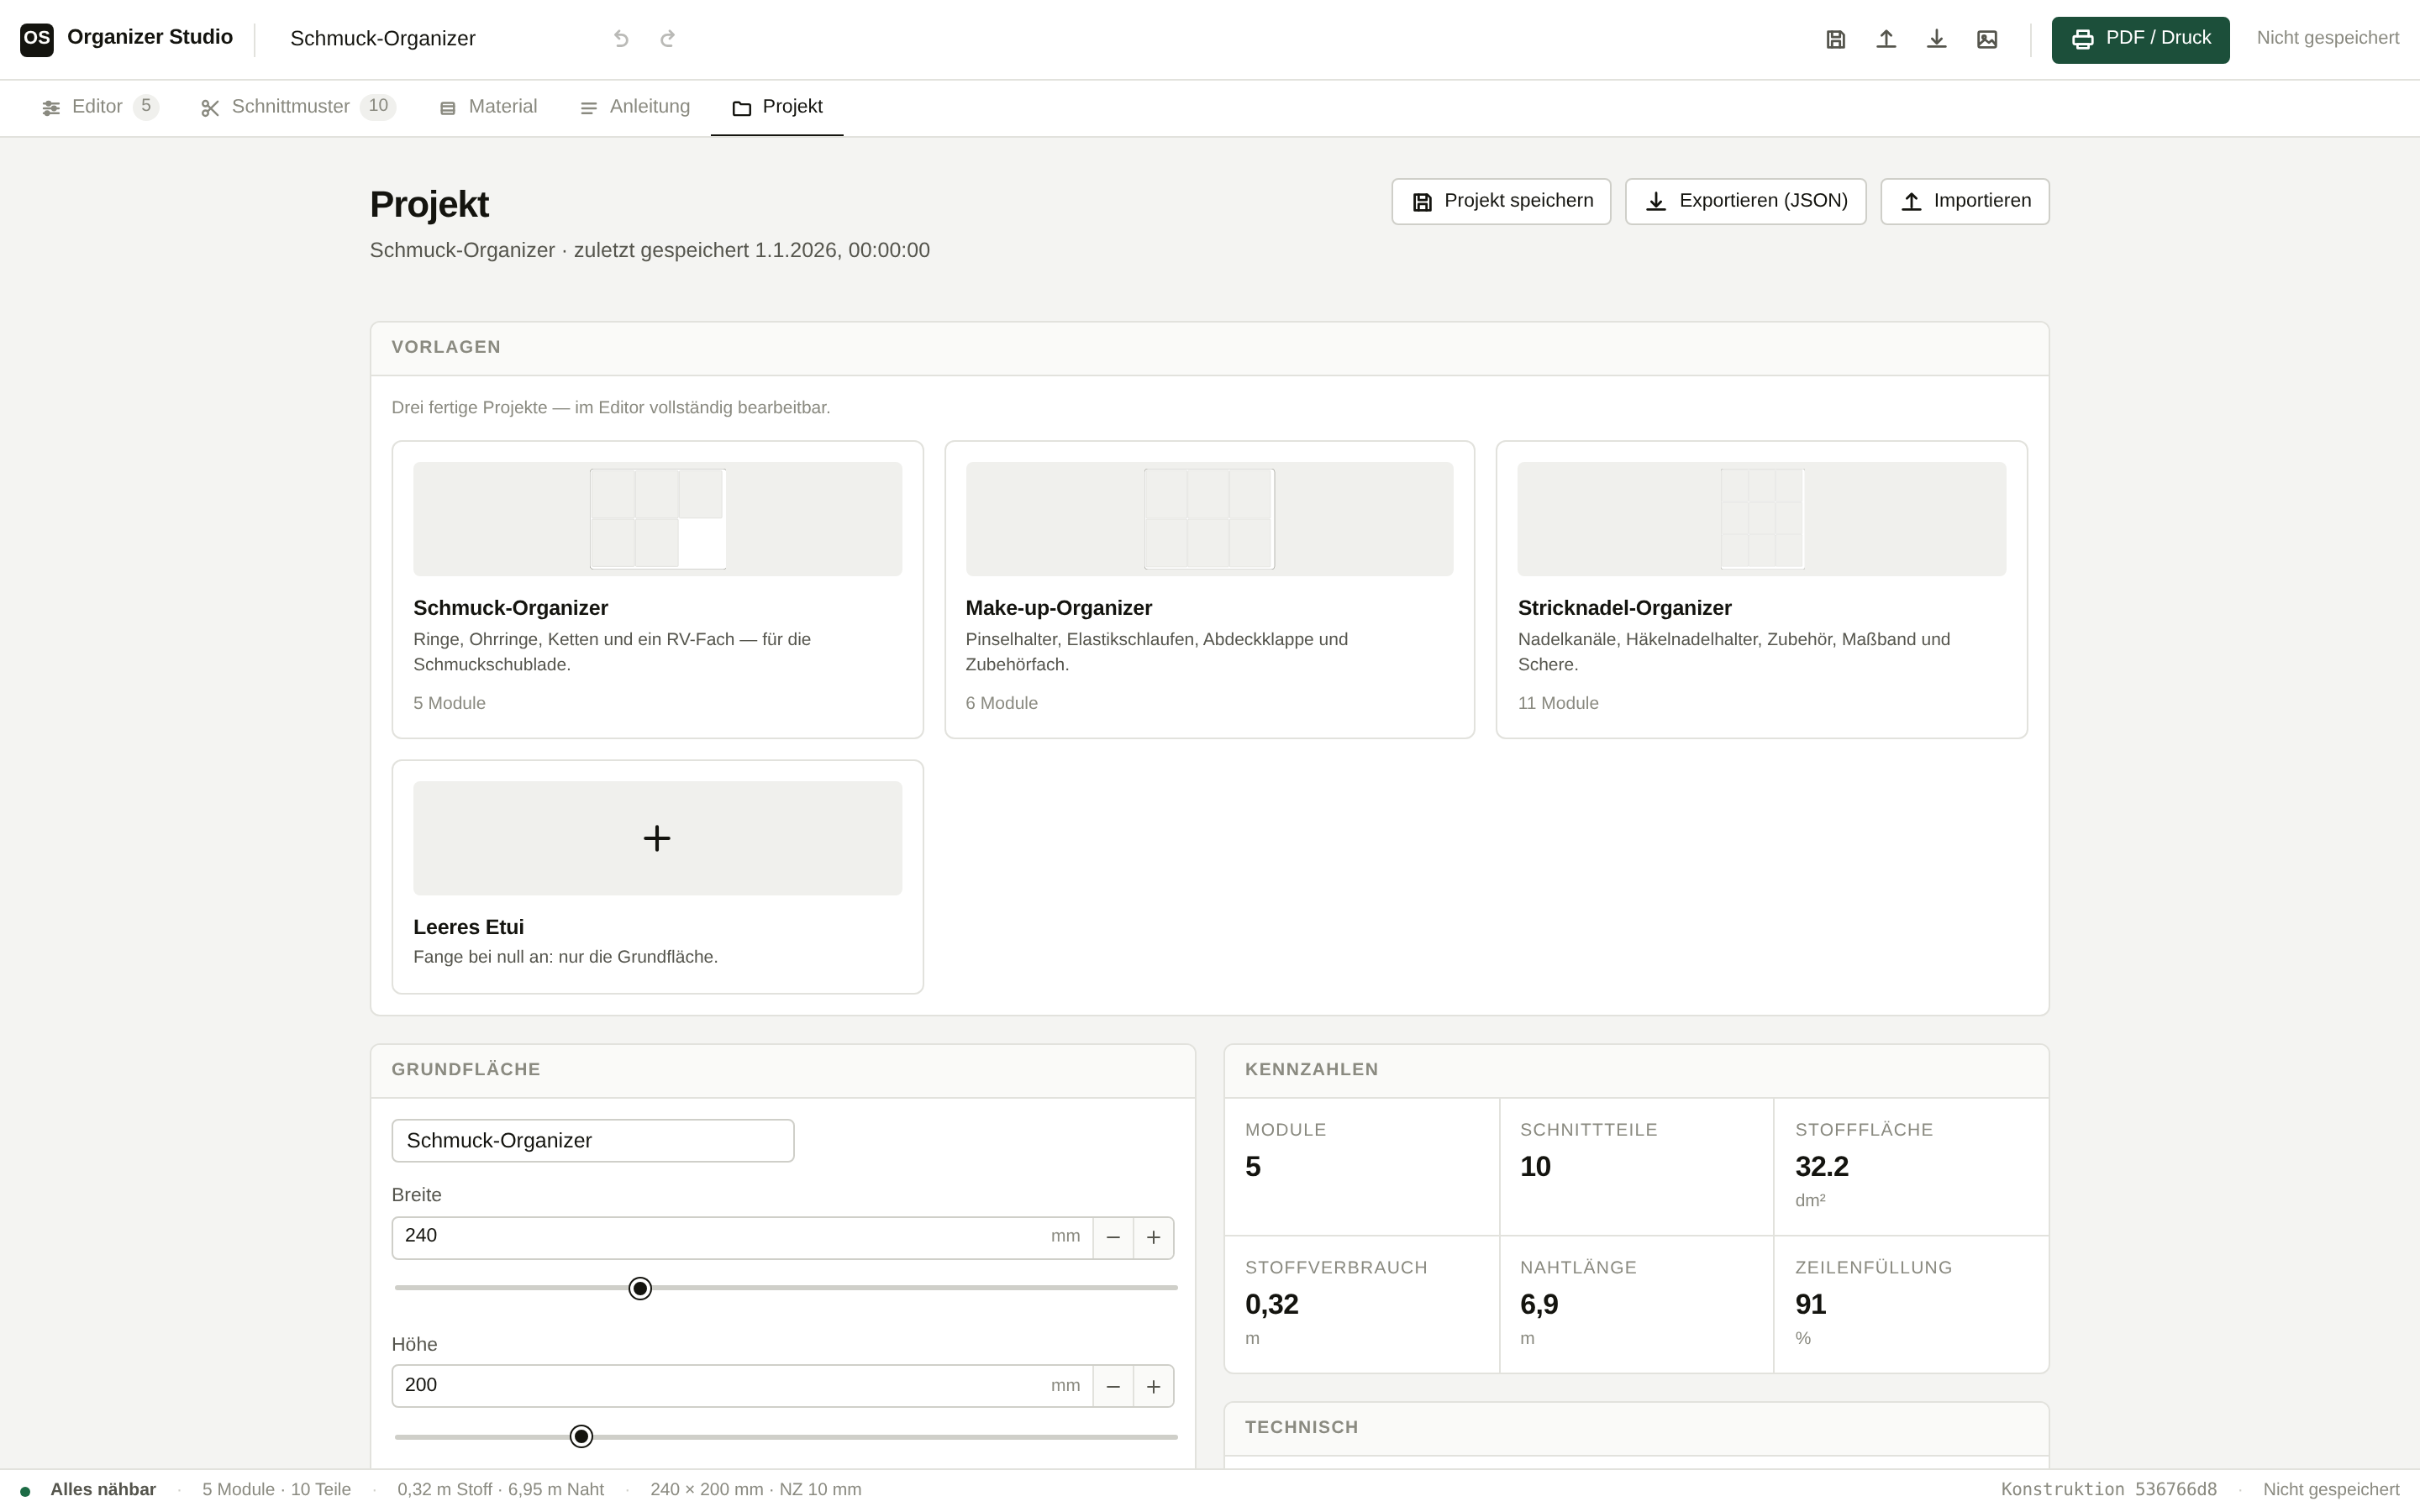 OS Organizer Studio Schmuck-Organizer PDF / Druck Nicht gespeichert
Editor 5 Schnittmuster 10 Material Anleitung Projekt
Projekt
Projekt speichern Exportieren (JSON) Importieren
Schmuck-Organizer · zuletzt gespeichert 1.1.2026, 00:00:00
VORLAGEN
Drei fertige Projekte — im Editor vollständig bearbeitbar.
Schmuck-Organizer
Ringe, Ohrringe, Ketten und ein RV-Fach — für die
Schmuckschublade.
5 Module
Make-up-Organizer
Pinselhalter, Elastikschlaufen, Abdeckklappe und
Zubehörfach.
6 Module
Stricknadel-Organizer
Nadelkanäle, Häkelnadelhalter, Zubehör, Maßband und
Schere.
11 Module
Leeres Etui
Fange bei null an: nur die Grundfläche.
GRUNDFLÄCHE
Schmuck-Organizer
Breite
240 mm − +
Höhe
200 mm − +
KENNZAHLEN
MODULE
5
SCHNITTTEILE
10
STOFFFLÄCHE
32.2
dm²
STOFFVERBRAUCH
0,32
m
NAHTLÄNGE
6,9
m
ZEILENFÜLLUNG
91
%
TECHNISCH
Alles nähbar · 5 Module · 10 Teile · 0,32 m Stoff · 6,95 m Naht · 240 × 200 mm · NZ 10 mm Konstruktion 536766d8 · Nicht gespeichert